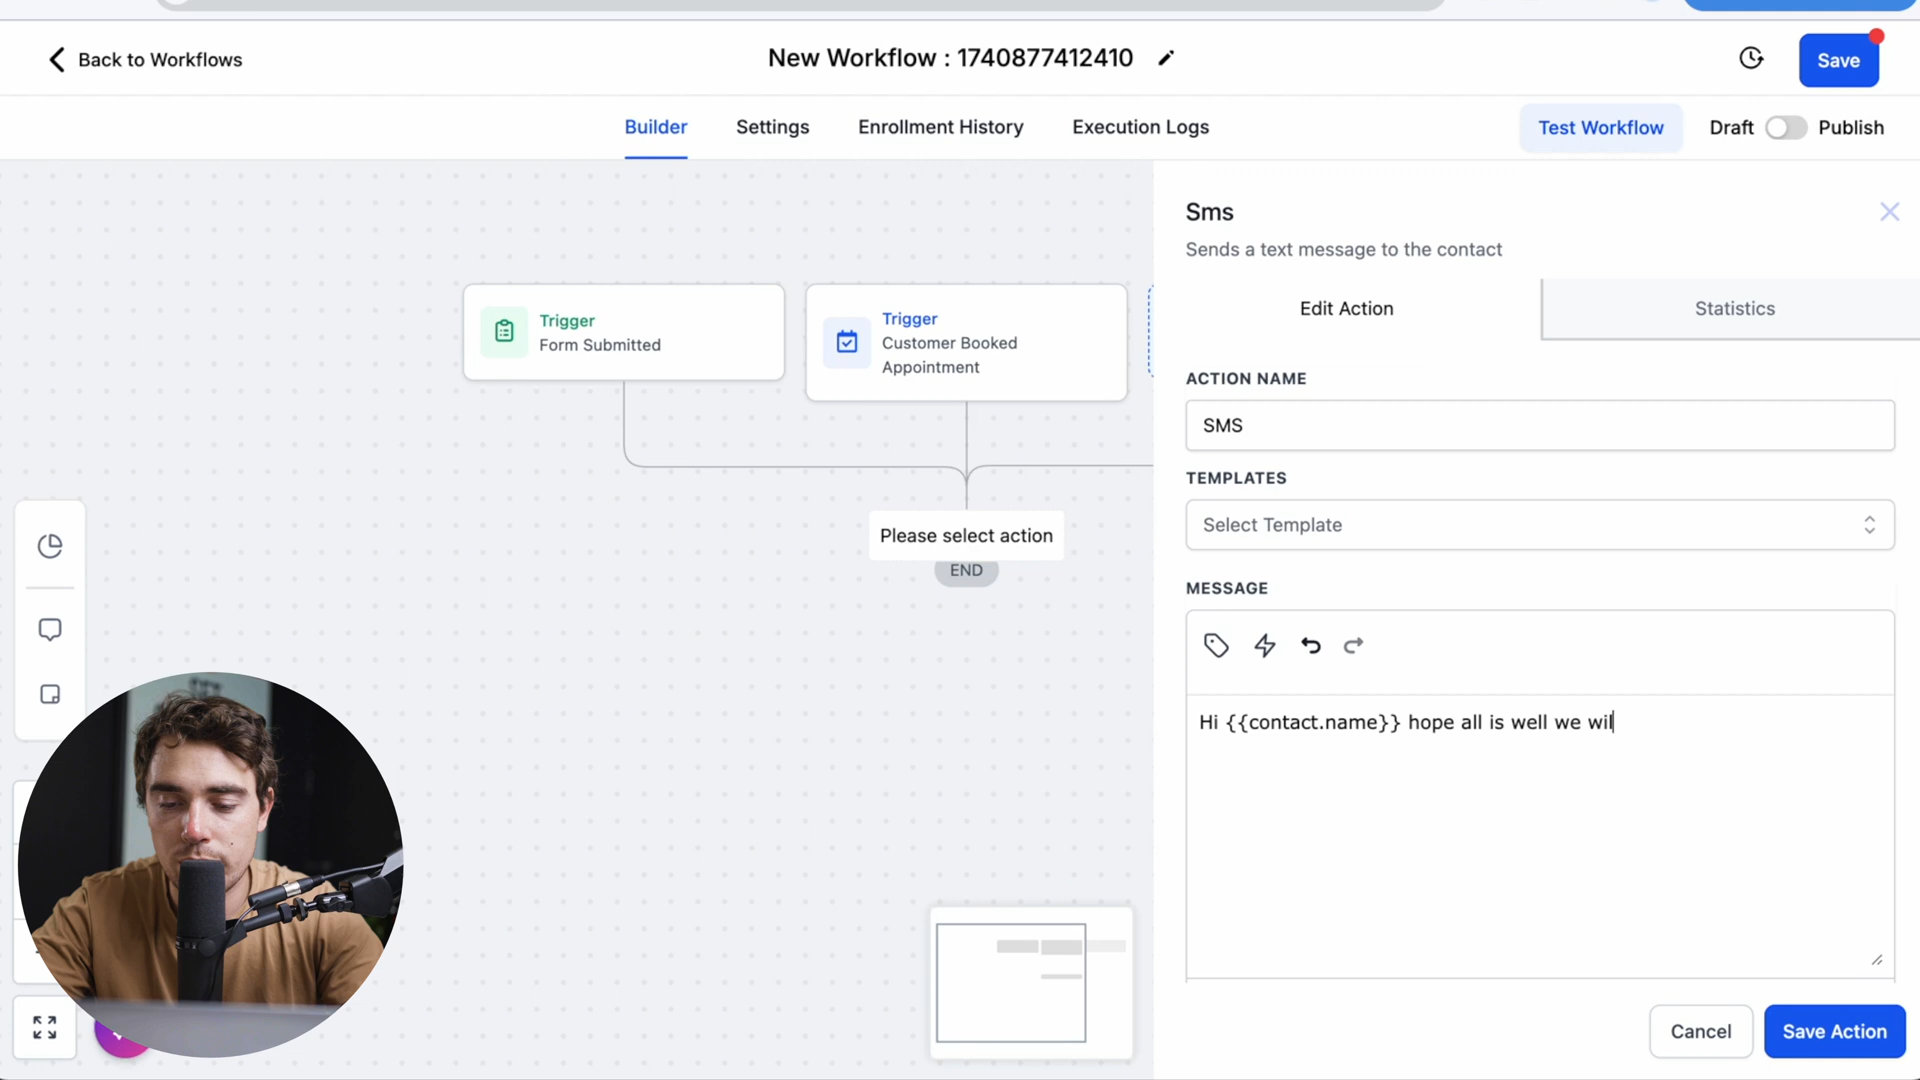 Back to Workflows
New Workflow : 1740877412410
Save
Builder
Settings
Enrollment History
Execution Logs
Test Workflow
Draft
Publish
Trigger
Form Submitted
Trigger
Customer Booked
Appointment
Please select action
END
Sms
Sends a text message to the contact
Edit Action
Statistics
ACTION NAME
SMS
TEMPLATES
Select Template
MESSAGE
Hi {{contact.name}} hope all is well we wil
Cancel
Save Action